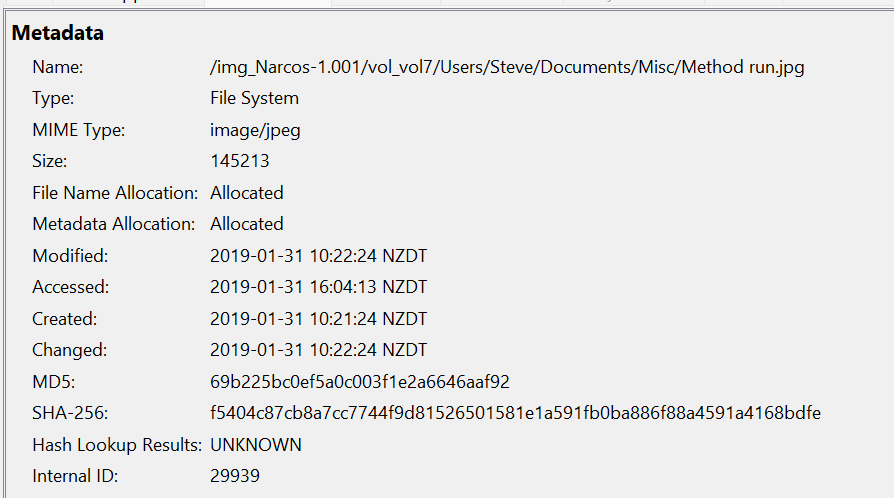 Metadata
Name: /img_Narcos-1.001/vol_vol7/Users/Steve/Documents/Misc/Method run.jpg
Type: File System
MIME Type: image/jpeg
Size: 145213
File Name Allocation: Allocated
Metadata Allocation: Allocated
Modified: 2019-01-31 10:22:24 NZDT
Accessed: 2019-01-31 16:04:13 NZDT
Created: 2019-01-31 10:21:24 NZDT
Changed: 2019-01-31 10:22:24 NZDT
MD5: 69b225bc0ef5a0c003f1e2a6646aaf92
SHA-256: f5404c87cb8a7cc7744f9d81526501581e1a591fb0ba886f88a4591a4168bdfe
Hash Lookup Results: UNKNOWN
Internal ID: 29939